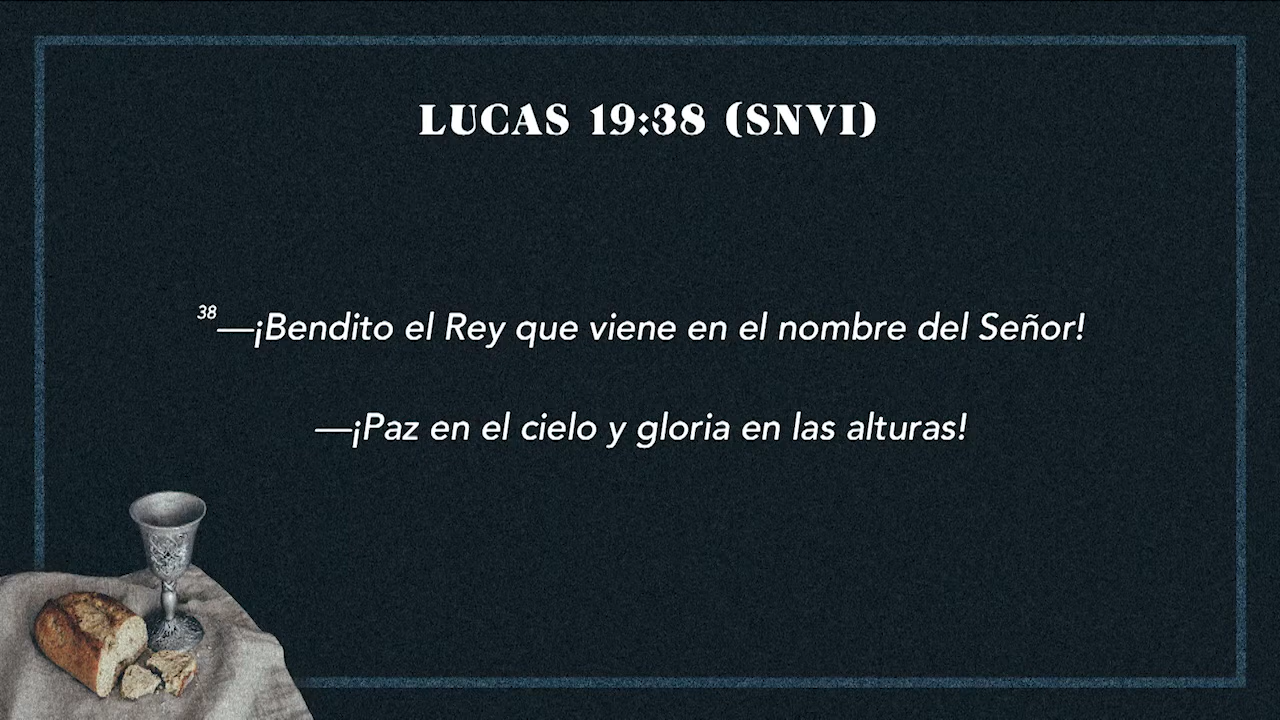 LUCAS 19:38 (SNVI)
38—¡Bendito el Rey que viene en el nombre del Señor!
—¡Paz en el cielo y gloria en las alturas!